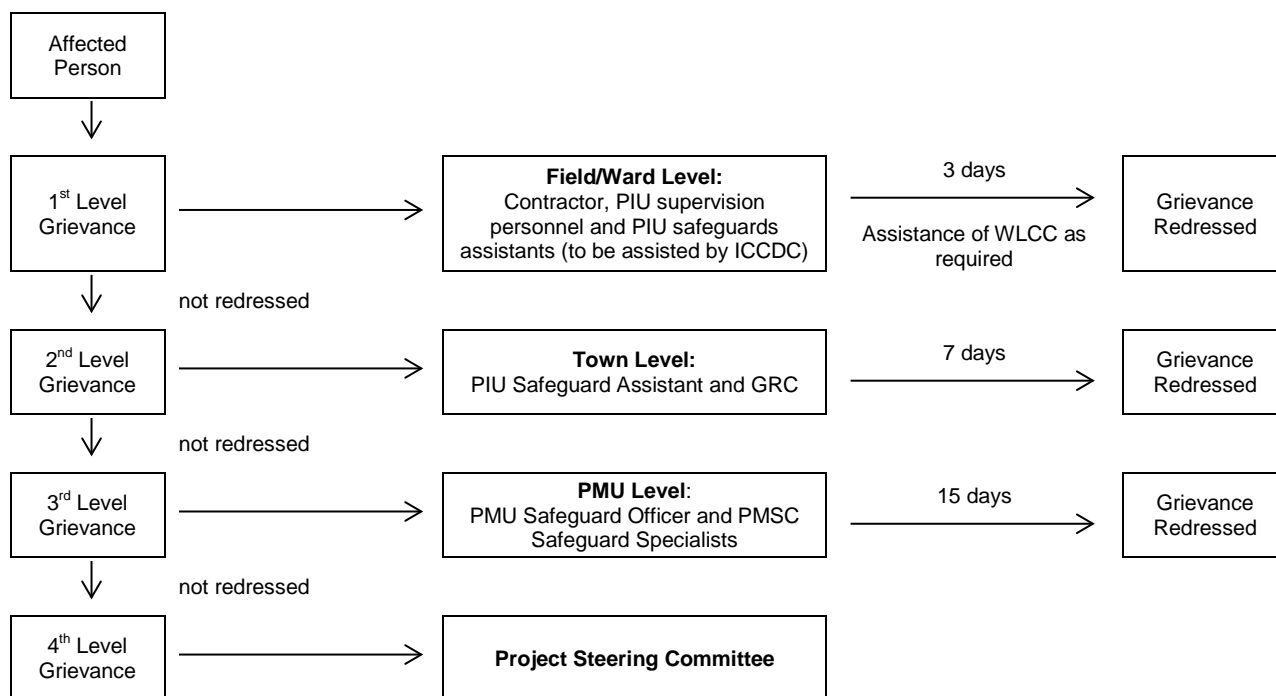 Affected
Person
1st Level
Grievance
Field/Ward Level:
Contractor, PIU supervision
personnel and PIU safeguards
assistants (to be assisted by ICCDC)
3 days
Assistance of WLCC as
required
Grievance
Redressed
not redressed
2nd Level
Grievance
Town Level:
PIU Safeguard Assistant and GRC
7 days
Grievance
Redressed
not redressed
3rd Level
Grievance
PMU Level:
PMU Safeguard Officer and PMSC
Safeguard Specialists
15 days
Grievance
Redressed
not redressed
4th Level
Grievance
Project Steering Committee